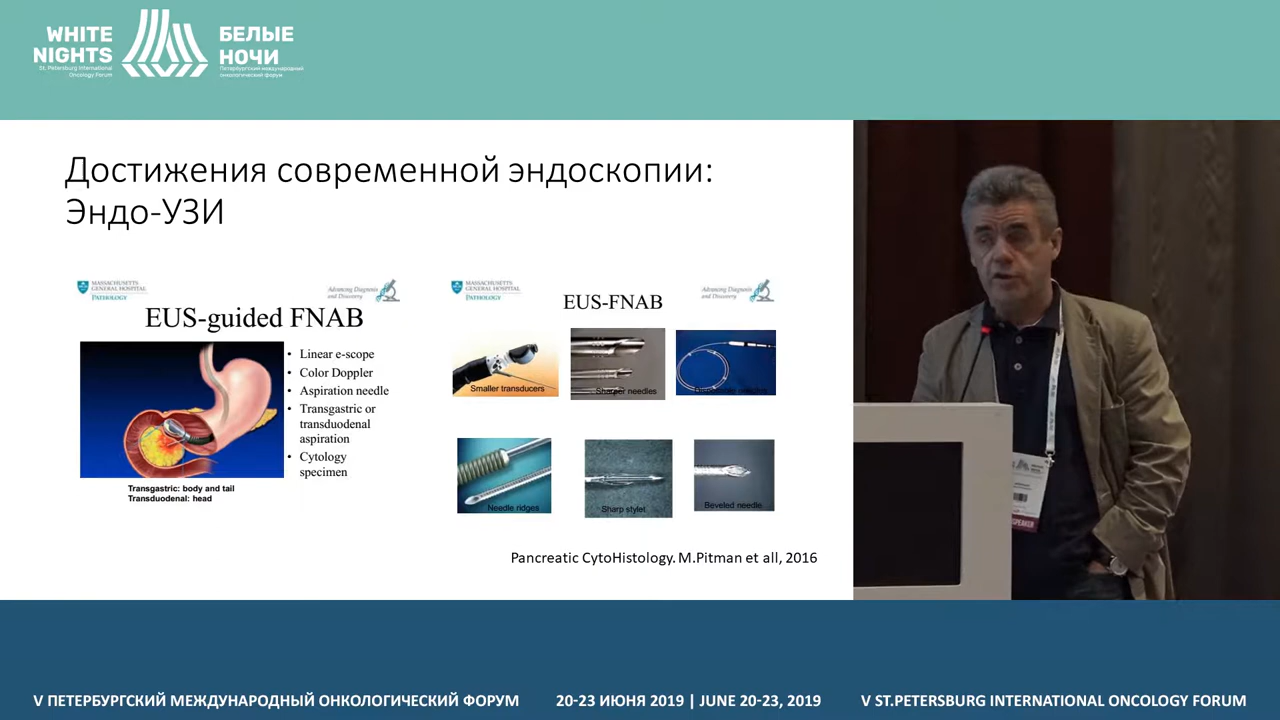 WHITE
NIGHTS
St. Petersburg International
Oncology Forum
БЕЛЫЕ
НОЧИ
Петербургский международный
онкологический форум
Достижения современной эндоскопии:
Эндо-УЗИ
MASSACHUSETTS
GENERAL HOSPITAL
PATHOLOGY
Advancing Diagnosis
and Discovery
EUS-guided FNAB
• Linear e-scope
• Color Doppler
• Aspiration needle
• Transgastric or
transduodenal
aspiration
• Cytology
specimen
Transgastric: body and tail
Transduodenal: head
MASSACHUSETTS
GENERAL HOSPITAL
PATHOLOGY
Advancing Diagnosis
and Discovery
EUS-FNAB
Smaller transducers
Sharper needles
Needle ridges
Sharp stylet
Beveled needle
Pancreatic CytoHistology. M.Pitman et all, 2016
SPEAKER
V ПЕТЕРБУРГСКИЙ МЕЖДУНАРОДНЫЙ ОНКОЛОГИЧЕСКИЙ ФОРУМ
20-23 ИЮНЯ 2019 | JUNE 20-23, 2019
V ST.PETERSBURG INTERNATIONAL ONCOLOGY FORUM